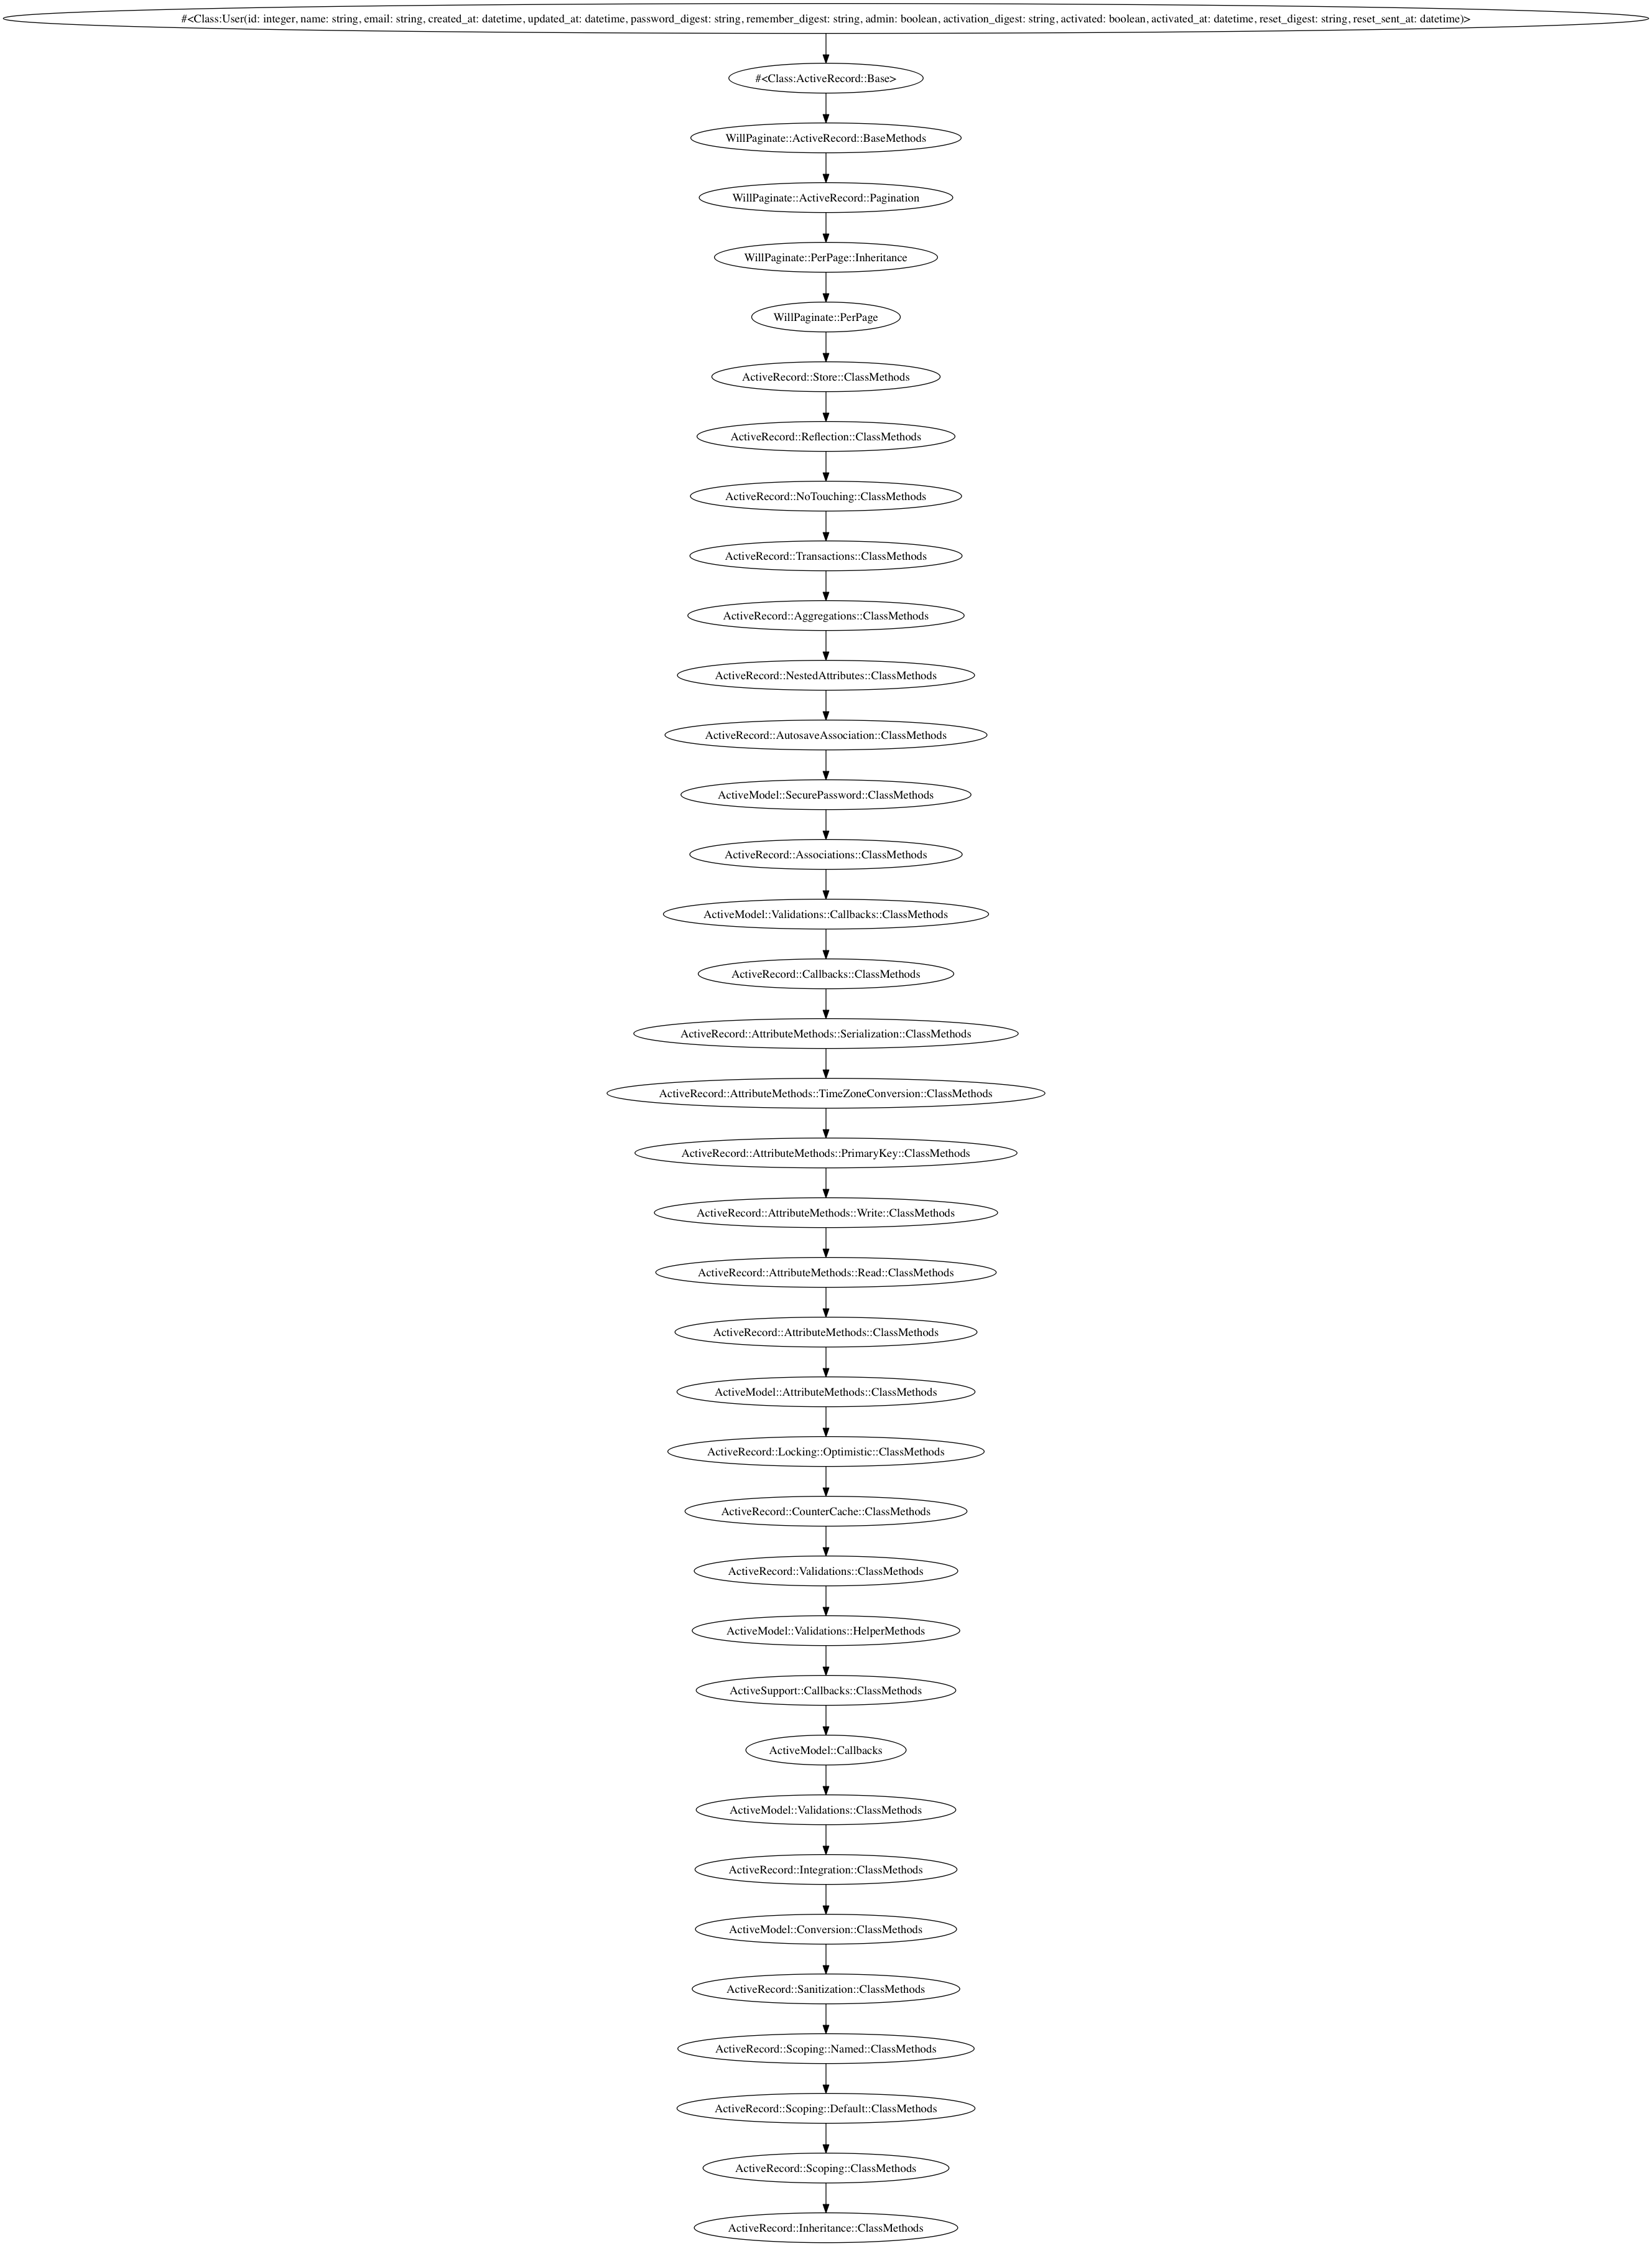 #<Class:User(id: integer, name: string, email: string, created_at: datetime, updated_at: datetime, password_digest: string, remember_digest: string, admin: boolean, activation_digest: string, activated: boolean, activated_at: datetime, reset_digest: string, reset_sent_at: datetime)>
#<Class:ActiveRecord::Base>
WillPaginate::ActiveRecord::BaseMethods
WillPaginate::ActiveRecord::Pagination
WillPaginate::PerPage::Inheritance
WillPaginate::PerPage
ActiveRecord::Store::ClassMethods
ActiveRecord::Reflection::ClassMethods
ActiveRecord::NoTouching::ClassMethods
ActiveRecord::Transactions::ClassMethods
ActiveRecord::Aggregations::ClassMethods
ActiveRecord::NestedAttributes::ClassMethods
ActiveRecord::AutosaveAssociation::ClassMethods
ActiveModel::SecurePassword::ClassMethods
ActiveRecord::Associations::ClassMethods
ActiveModel::Validations::Callbacks::ClassMethods
ActiveRecord::Callbacks::ClassMethods
ActiveRecord::AttributeMethods::Serialization::ClassMethods
ActiveRecord::AttributeMethods::TimeZoneConversion::ClassMethods
ActiveRecord::AttributeMethods::PrimaryKey::ClassMethods
ActiveRecord::AttributeMethods::Write::ClassMethods
ActiveRecord::AttributeMethods::Read::ClassMethods
ActiveRecord::AttributeMethods::ClassMethods
ActiveModel::AttributeMethods::ClassMethods
ActiveRecord::Locking::Optimistic::ClassMethods
ActiveRecord::CounterCache::ClassMethods
ActiveRecord::Validations::ClassMethods
ActiveModel::Validations::HelperMethods
ActiveSupport::Callbacks::ClassMethods
ActiveModel::Callbacks
ActiveModel::Validations::ClassMethods
ActiveRecord::Integration::ClassMethods
ActiveModel::Conversion::ClassMethods
ActiveRecord::Sanitization::ClassMethods
ActiveRecord::Scoping::Named::ClassMethods
ActiveRecord::Scoping::Default::ClassMethods
ActiveRecord::Scoping::ClassMethods
ActiveRecord::Inheritance::ClassMethods